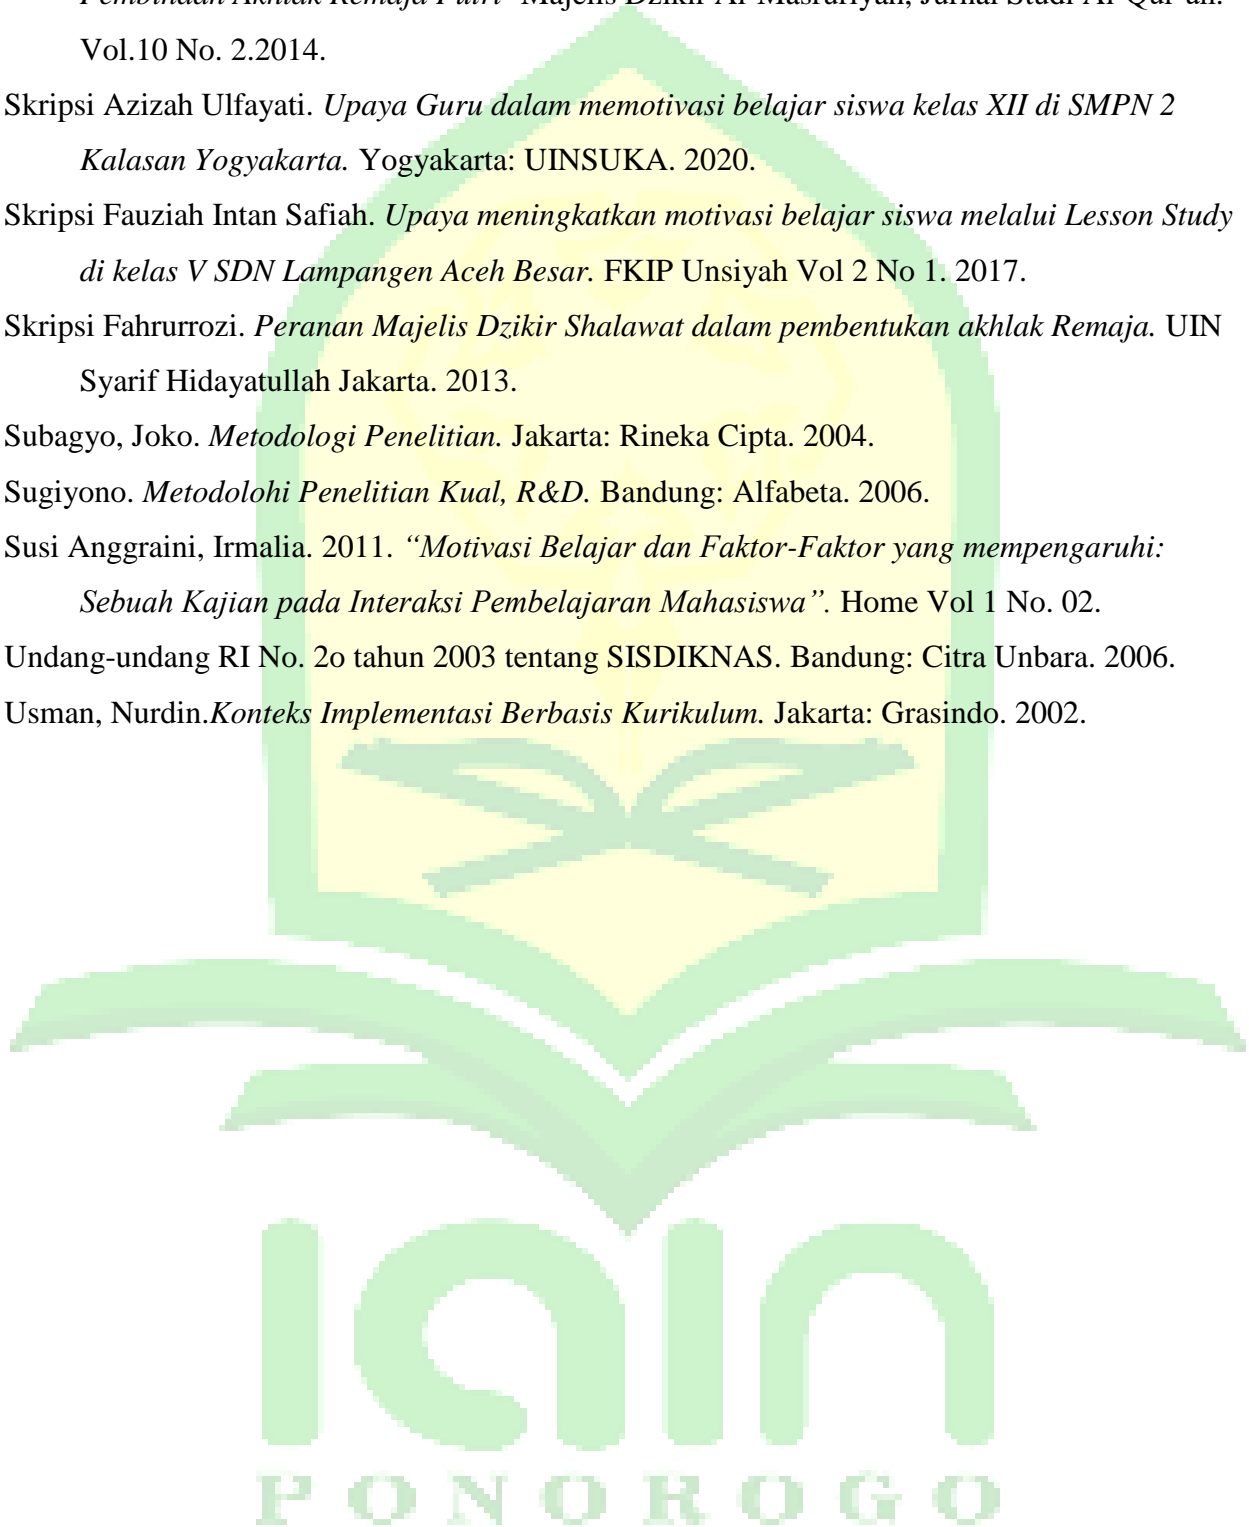 Pembinaan Akhlak Remaja Putri" Majelis Dzikir Al-Masruriyah, Jurnal Studi Al-Qur'an.
Vol.10 No. 2.2014.
Skripsi Azizah Ulfayati. Upaya Guru dalam memotivasi belajar siswa kelas XII di SMPN 2
Kalasan Yogyakarta. Yogyakarta: UINSUKA. 2020.
Skripsi Fauziah Intan Safiah. Upaya meningkatkan motivasi belajar siswa melalui Lesson Study
di kelas V SDN Lampangen Aceh Besar. FKIP Unsiyah Vol 2 No 1. 2017.
Skripsi Fahrurrozi. Peranan Majelis Dzikir Shalawat dalam pembentukan akhlak Remaja. UIN
Syarif Hidayatullah Jakarta. 2013.
Subagyo, Joko. Metodologi Penelitian. Jakarta: Rineka Cipta. 2004.
Sugiyono. Metodolohi Penelitian Kual, R&D. Bandung: Alfabeta. 2006.
Susi Anggraini, Irmalia. 2011. “Motivasi Belajar dan Faktor-Faktor yang mempengaruhi:
Sebuah Kajian pada Interaksi Pembelajaran Mahasiswa”. Home Vol 1 No. 02.
Undang-undang RI No. 2o tahun 2003 tentang SISDIKNAS. Bandung: Citra Unbara. 2006.
Usman, Nurdin.Konteks Implementasi Berbasis Kurikulum. Jakarta: Grasindo. 2002.
iain
PONOROGO